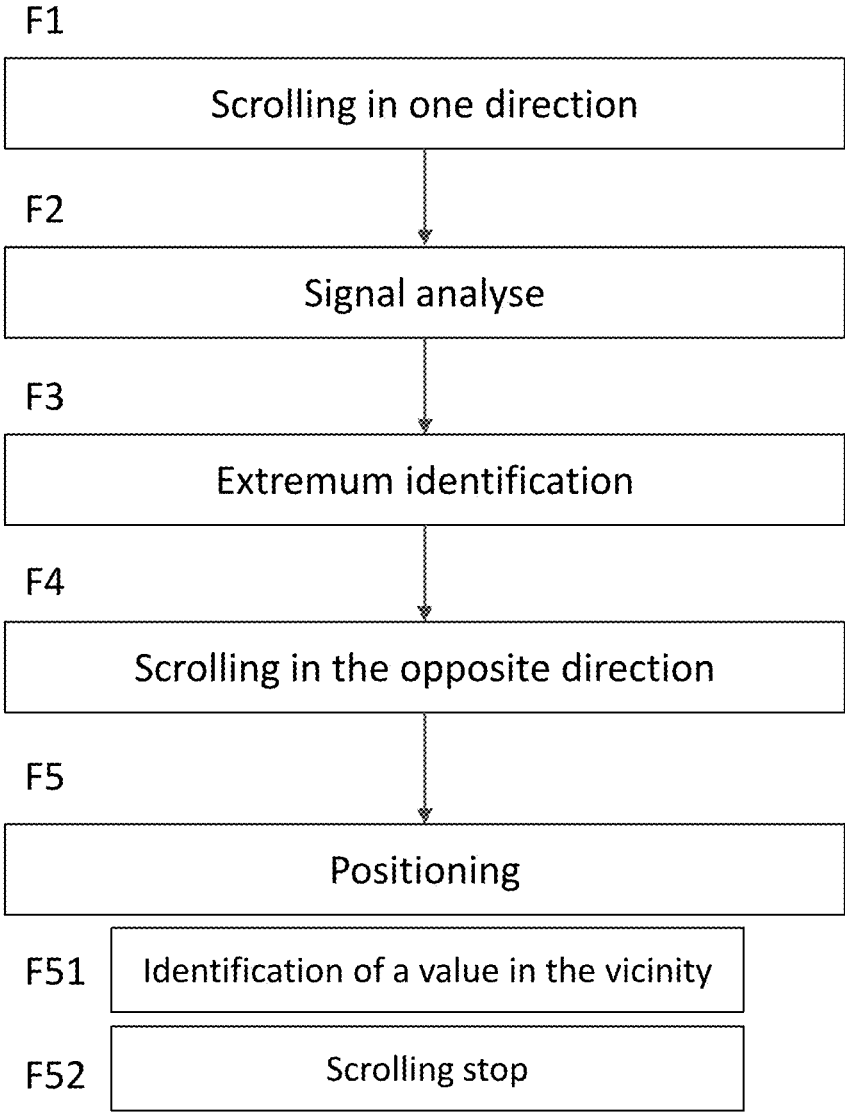 F1
Scrolling in one direction
F2
Signal analyse
F3
Extremum identification
F4
Scrolling in the opposite direction
F5
Positioning
F51
Identification of a value in the vicinity
F52
Scrolling stop